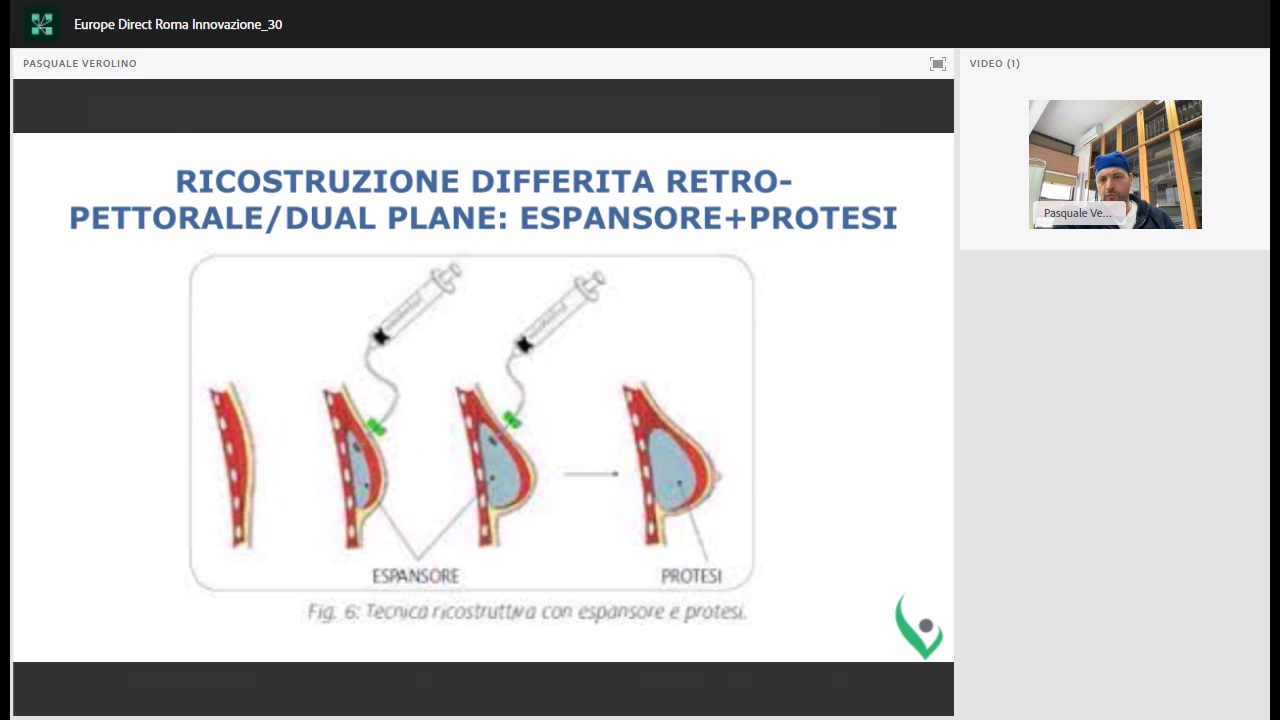 Europe Direct Roma Innovazione_30
PASQUALE VEROLINO
VIDEO (1)
Pasquale Ve...
RICOSTRUZIONE DIFFERITA RETRO-
PETTORALE/DUAL PLANE: ESPANSORE+PROTESI
ESPANSORE
PROTESI
Fig. 6: Tecnica ricostruttiva con espansore e protesi.